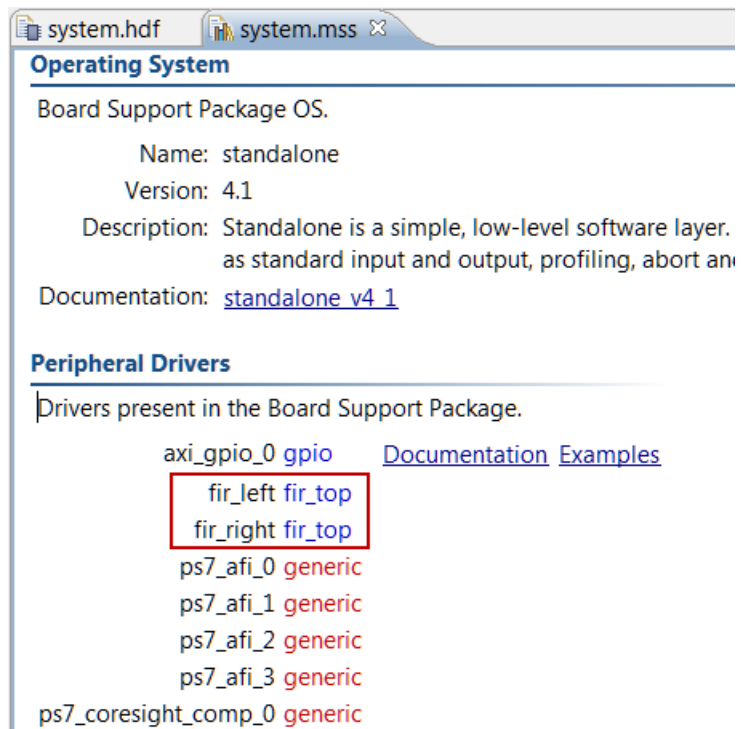 system.hdf system.mss
Operating System
Board Support Package OS.
Name: standalone
Version: 4.1
Description: Standalone is a simple, low-level software layer.
as standard input and output, profiling, abort and
Documentation: standalone_v4_1
Peripheral Drivers
Drivers present in the Board Support Package.
axi_gpio_0 gpio Documentation Examples
fir_left fir_top
fir_right fir_top
ps7_afi_0 generic
ps7_afi_1 generic
ps7_afi_2 generic
ps7_afi_3 generic
ps7_coresight_comp_0 generic